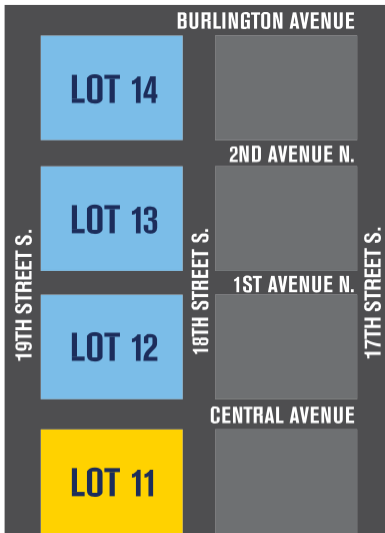 BURLINGTON AVENUE
LOT 14
2ND AVENUE N.
LOT 13
19TH STREET S.
18TH STREET S.
17TH STREET S.
1ST AVENUE N.
LOT 12
CENTRAL AVENUE
LOT 11